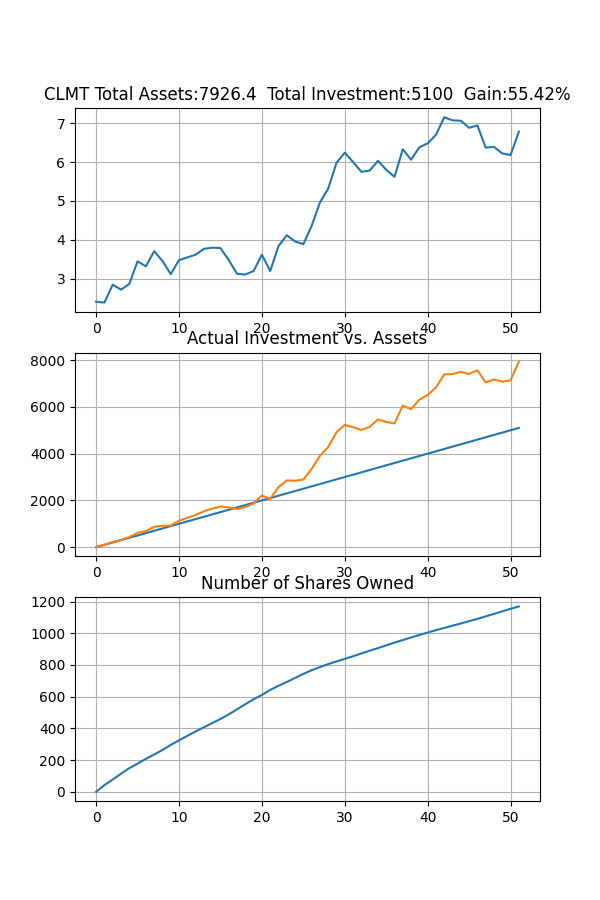 CLMT Total Assets:7926.4  Total Investment:5100  Gain:55.42%
7
6
5
4
3
0 10 20 30 40 50
Actual Investment vs. Assets
8000
6000
4000
2000
0
0 10 20 30 40 50
Number of Shares Owned
1200
1000
800
600
400
200
0
0 10 20 30 40 50